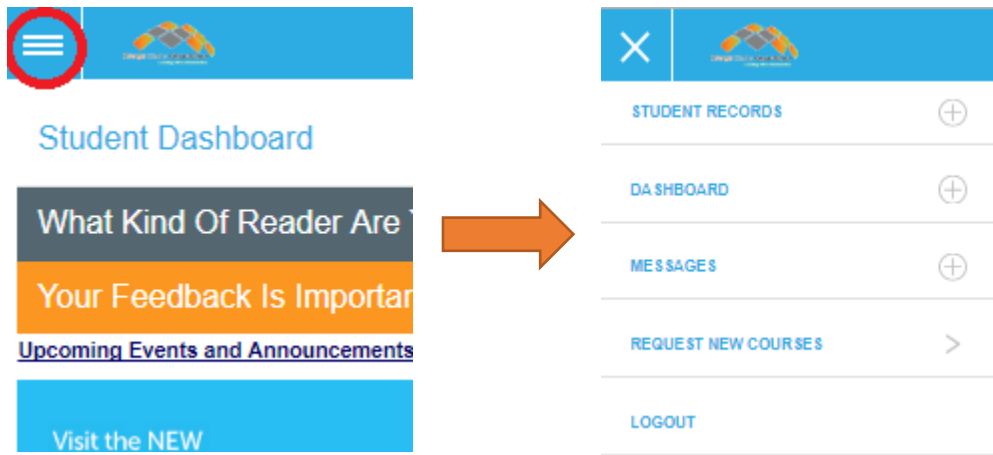 Student Dashboard
What Kind Of Reader Are
Your Feedback Is Importan
Upcoming Events and Announcements
Visit the NEW
STUDENT RECORDS
DASHBOARD
MESSAGES
REQUEST NEW COURSES
LOGOUT